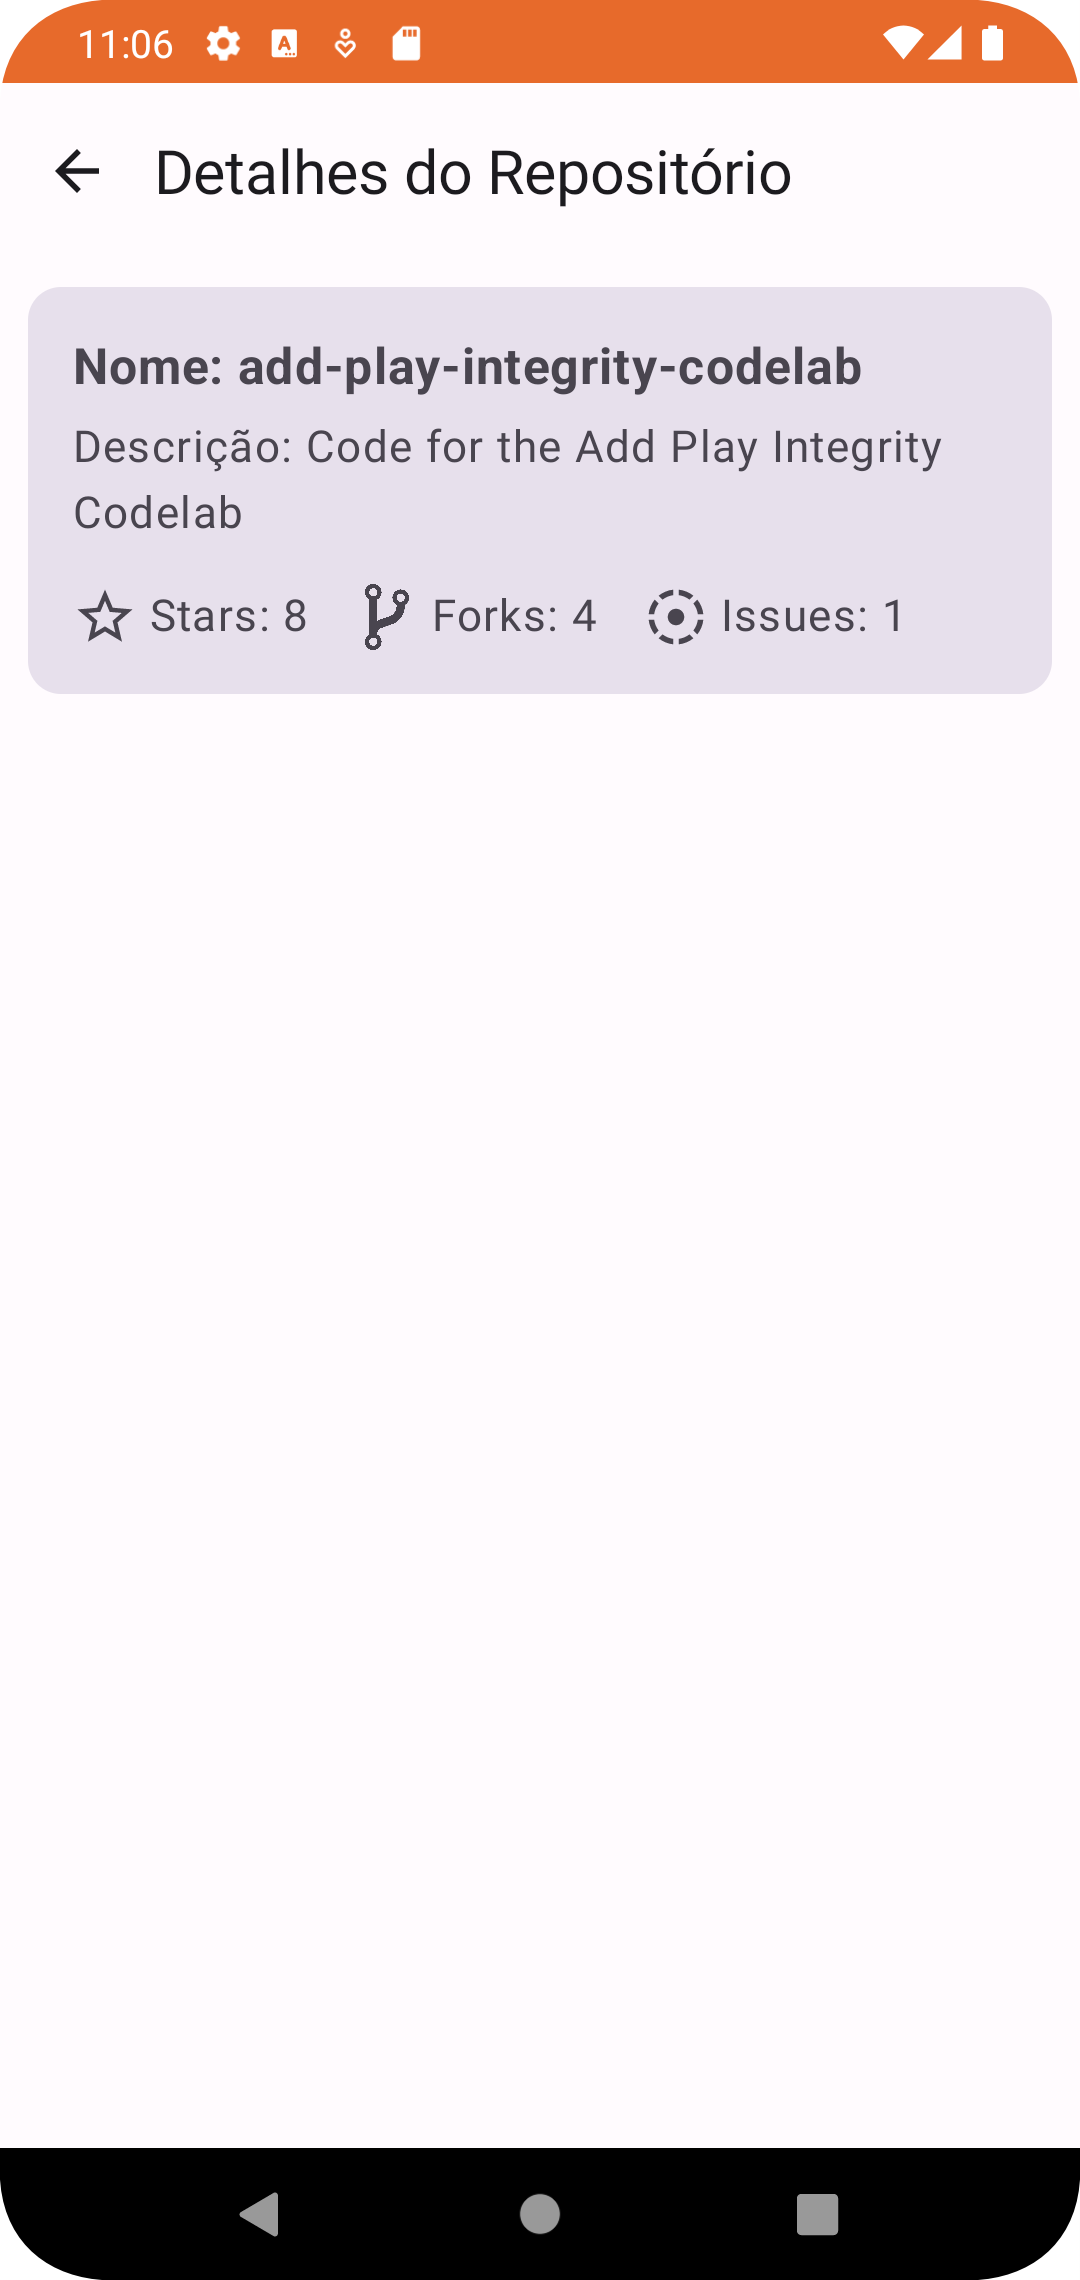 11:06
Detalhes do Repositório
Nome: add-play-integrity-codelab
Descrição: Code for the Add Play Integrity
Codelab
Stars: 8 Forks: 4 Issues: 1